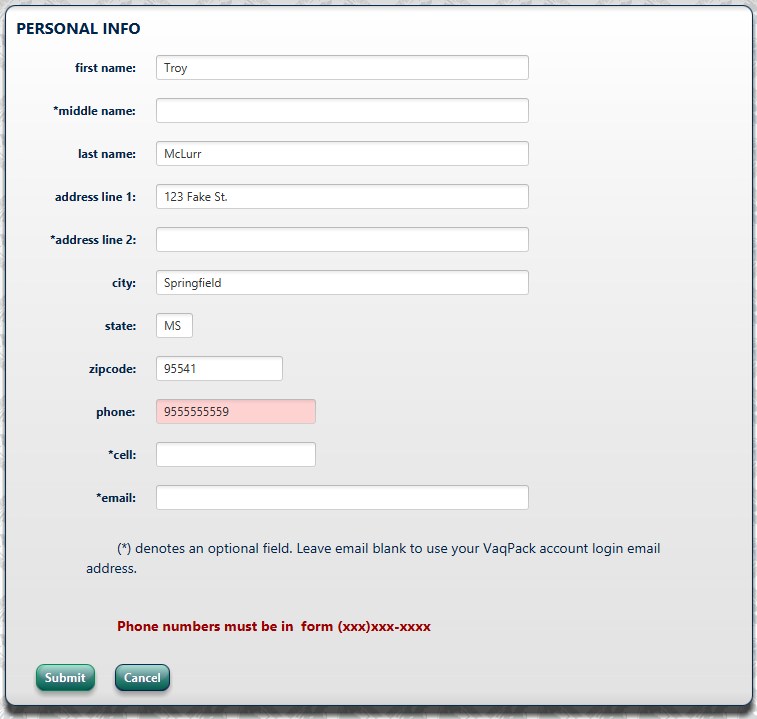 PERSONAL INFO
first name: Troy
*middle name:
last name: McLurr
address line 1: 123 Fake St.
*address line 2:
city: Springfield
state: MS
zipcode: 95541
phone: 9555555559
*cell:
*email:
(*) denotes an optional field. Leave email blank to use your VaqPack account login email
address.
Phone numbers must be in  form (xxx)xxx-xxxx
Submit Cancel